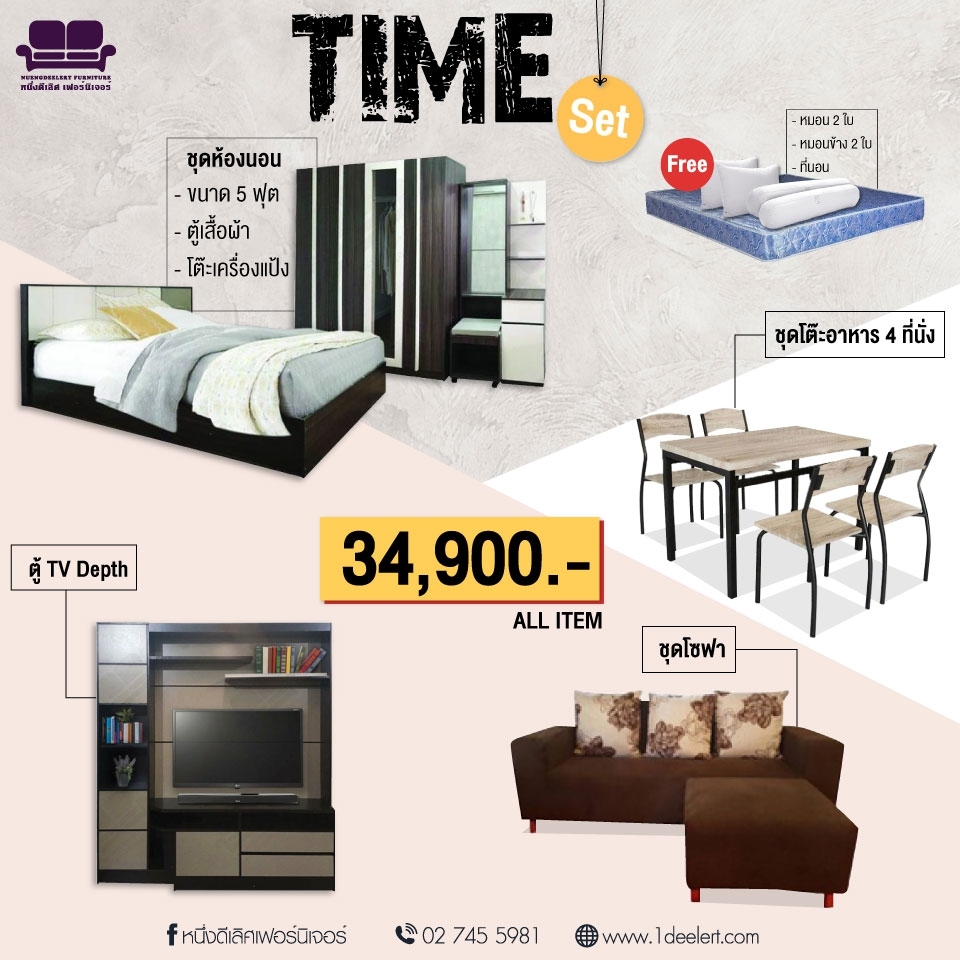 NUENGDEELERT FURNITURE
หนึ่งดีเลิศ เฟอร์นิเจอร์
TIME
Set
ชุดห้องนอน
- ขนาด 5 ฟุต
- ตู้เสื้อผ้า
- โต๊ะเครื่องแป้ง
Free
- หมอน 2 ใบ
- หมอนข้าง 2 ใบ
- ที่นอน
ชุดโต๊ะอาหาร 4 ที่นั่ง
34,900.-
ALL ITEM
ตู้ TV Depth
ชุดโซฟา
หนึ่งดีเลิศเฟอร์นิเจอร์
02 745 5981
www.1deelert.com